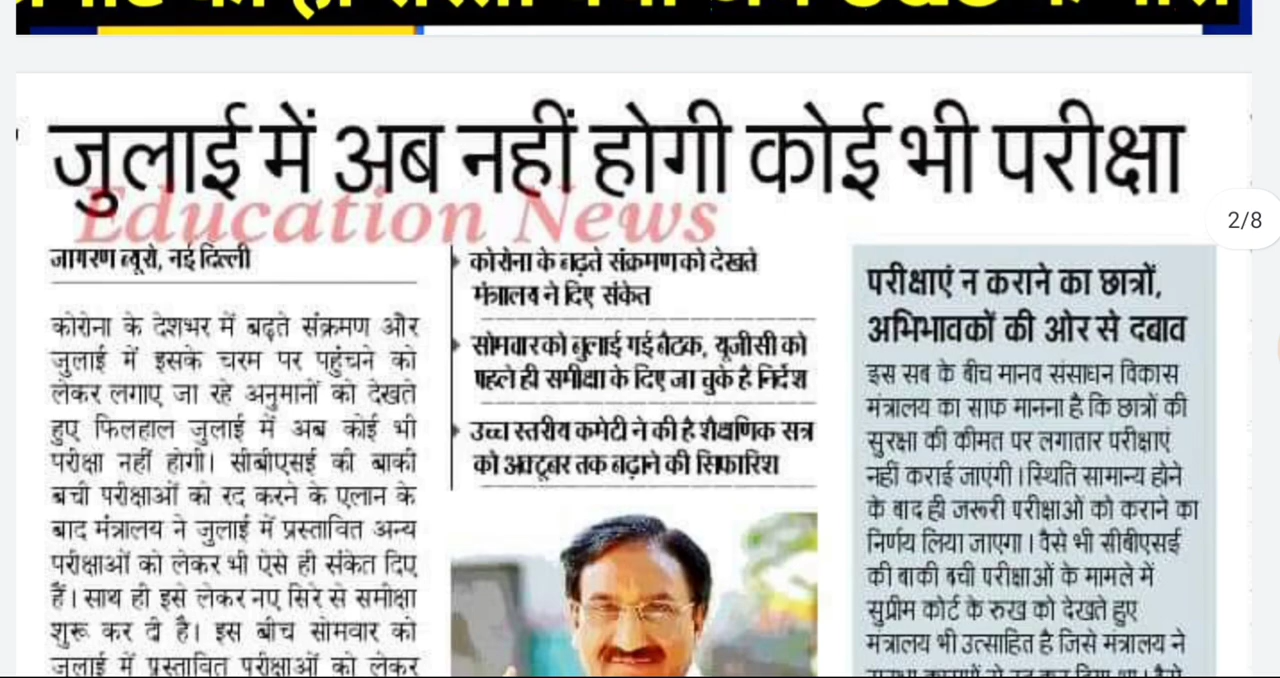 जुलाई में अब नहीं होगी कोई भी परीक्षा
Education News
2/8
जागरण ब्यूरो, नई दिल्ली
कोरोना के देशभर में बढ़ते संक्रमण और
जुलाई में इसके चरम पर पहुंचने को
लेकर लगाए जा रहे अनुमानों को देखते
हुए फिलहाल जुलाई में अब कोई भी
परीक्षा नहीं होगी। सीबीएसई की बाकी
बची परीक्षाओं को रद करने के एलान के
बाद मंत्रालय ने जुलाई में प्रस्तावित अन्य
परीक्षाओं को लेकर भी ऐसे ही संकेत दिए
हैं। साथ ही इसे लेकर नए सिरे से समीक्षा
शुरू कर दी है। इस बीच सोमवार को
जुलाई में प्रस्तावित परीक्षाओं को लेकर
कोरोना के बढ़ते संक्रमण को देखते
मंत्रालय ने दिए संकेत
सोमवार को बुलाई गई बैठक, यूजीसी को
पहले ही समीक्षा के दिए जा चुके है निर्देश
उच्च स्तरीय कमेटी ने की है शैक्षणिक सत्र
को अक्टूबर तक बढ़ाने की सिफारिश
परीक्षाएं न कराने का छात्रों,
अभिभावकों की ओर से दबाव
इस सब के बीच मानव संसाधन विकास
मंत्रालय का साफ मानना है कि छात्रों की
सुरक्षा की कीमत पर लगातार परीक्षाएं
नहीं कराई जाएंगी। स्थिति सामान्य होने
के बाद ही जरूरी परीक्षाओं को कराने का
निर्णय लिया जाएगा। वैसे भी सीबीएसई
की बाकी बची परीक्षाओं के मामले में
सुप्रीम कोर्ट के रुख को देखते हुए
मंत्रालय भी उत्साहित है जिसे मंत्रालय ने